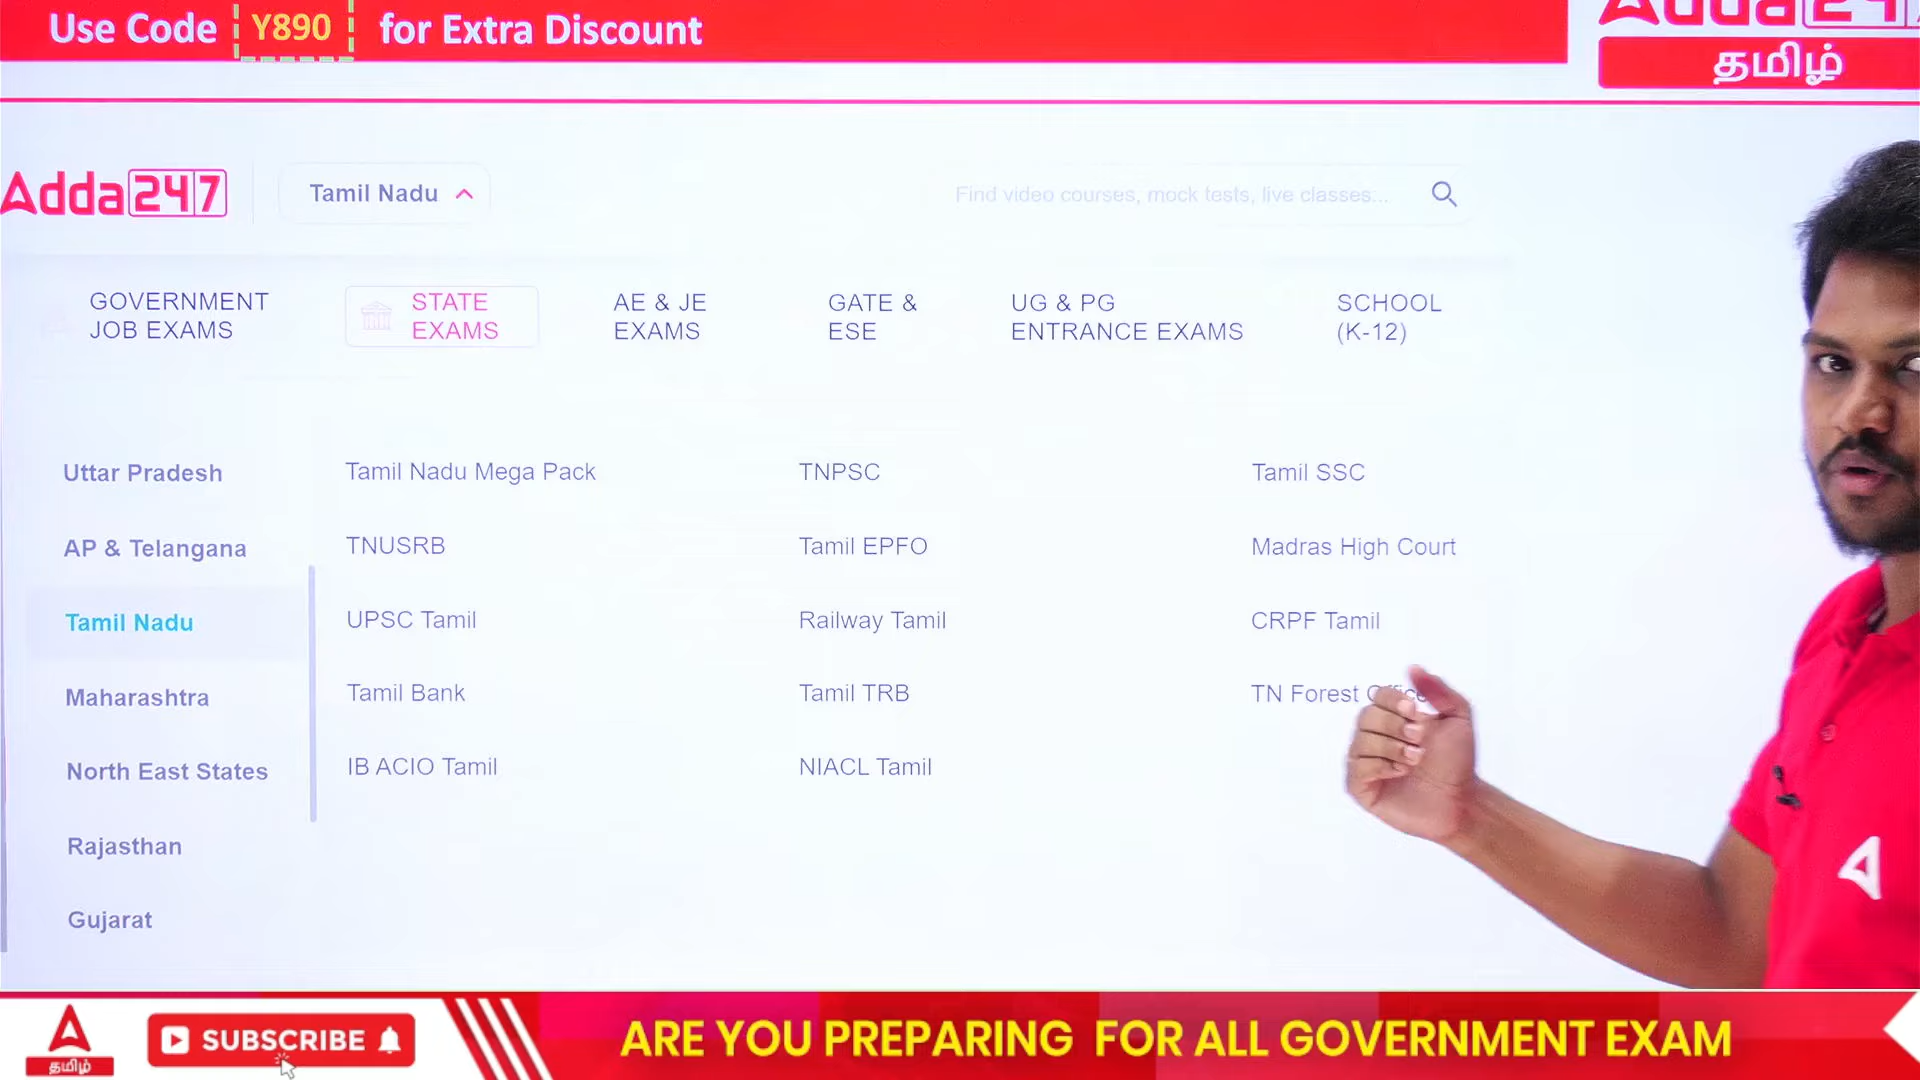 Use Code Y890 for Extra Discount
Adda247
தமிழ்
Adda247
Tamil Nadu
Find video courses, mock tests, live classes...
GOVERNMENT
JOB EXAMS
STATE
EXAMS
AE & JE
EXAMS
GATE &
ESE
UG & PG
ENTRANCE EXAMS
SCHOOL
(K-12)
Uttar Pradesh
AP & Telangana
Tamil Nadu
Maharashtra
North East States
Rajasthan
Gujarat
Tamil Nadu Mega Pack
TNPSC
Tamil SSC
TNUSRB
Tamil EPFO
Madras High Court
UPSC Tamil
Railway Tamil
CRPF Tamil
Tamil Bank
Tamil TRB
TN Forest
IB ACIO Tamil
NIACL Tamil
தமிழ்
SUBSCRIBE
ARE YOU PREPARING FOR ALL GOVERNMENT EXAM